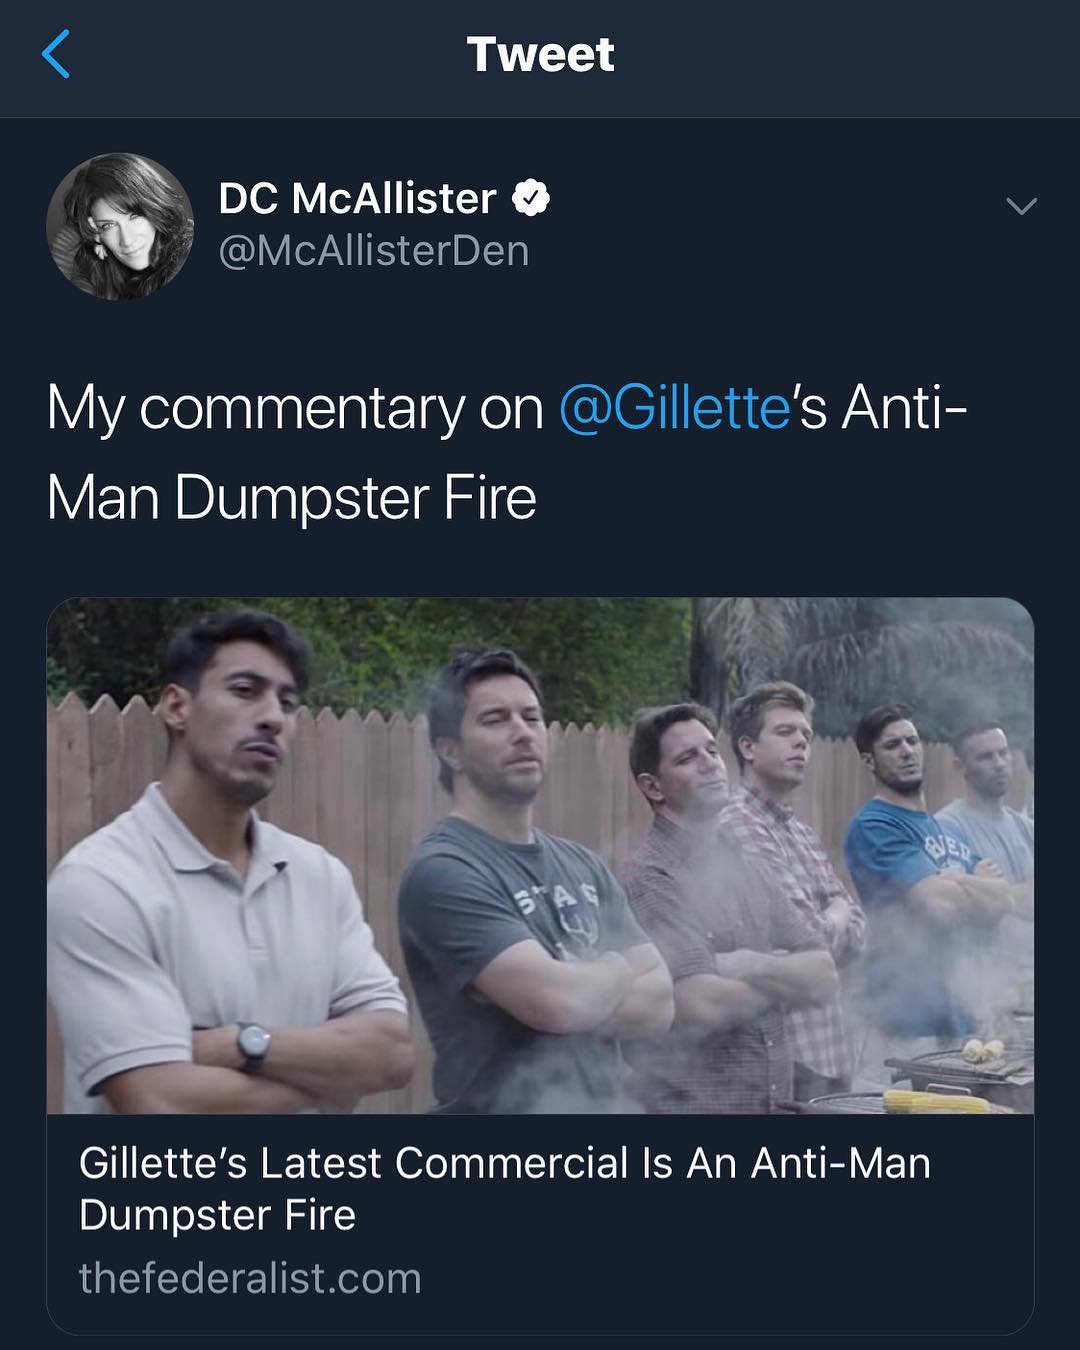 Tweet
DC McAllister
@McAllisterDen
My commentary on @Gillette’s Anti-
Man Dumpster Fire
STAG
Gillette’s Latest Commercial Is An Anti-Man
Dumpster Fire
thefederalist.com